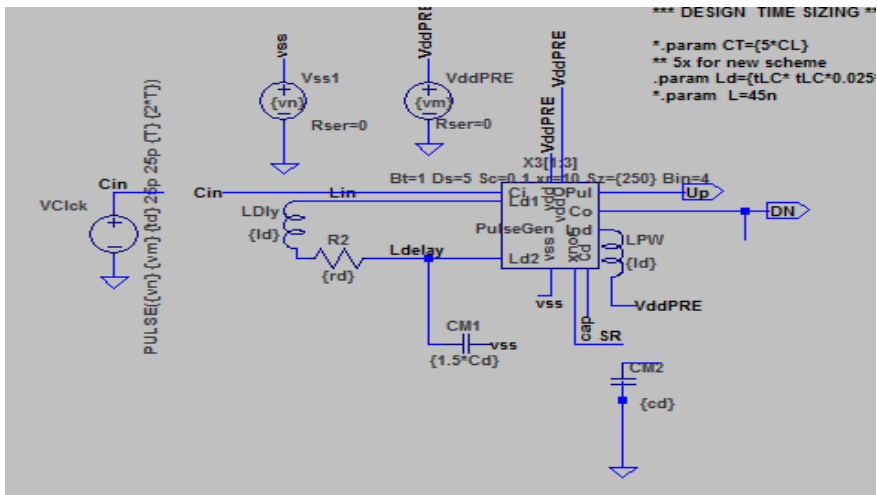 *** DESIGN TIME SIZING **
*.param CT={5*CL}
** 5x for new scheme
.param Ld={tLC* tLC*0.025*
*.param L=45n
vss
Vss1
{vn}
Rser=0
VddPRE
VddPRE
{vm}
Rser=0
VddPRE
VddPRE
X3[1:3]
Bt=1 Ds=5 Sc=0.1 xr=10 Sz={250} Bin=4
Cin
VClck
PULSE({vn} {vm} {td} 25p 25p {T} {2*T})
Cin
Lin
LDly
{ld}
R2
{rd}
Ldelay
CM1
vss
{1.5*Cd}
Ci
Ld1
PulseGen
Ld2
vdd
vdd
OPul
Co
Ind
vss
Cd
Up
DN
LPW
{ld}
VddPRE
vss
cap
SR
CM2
{cd}